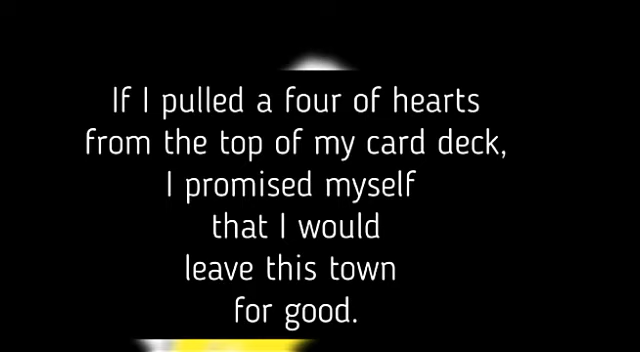 If I pulled a four of hearts
from the top of my card deck,
I promised myself
that I would
leave this town
for good.